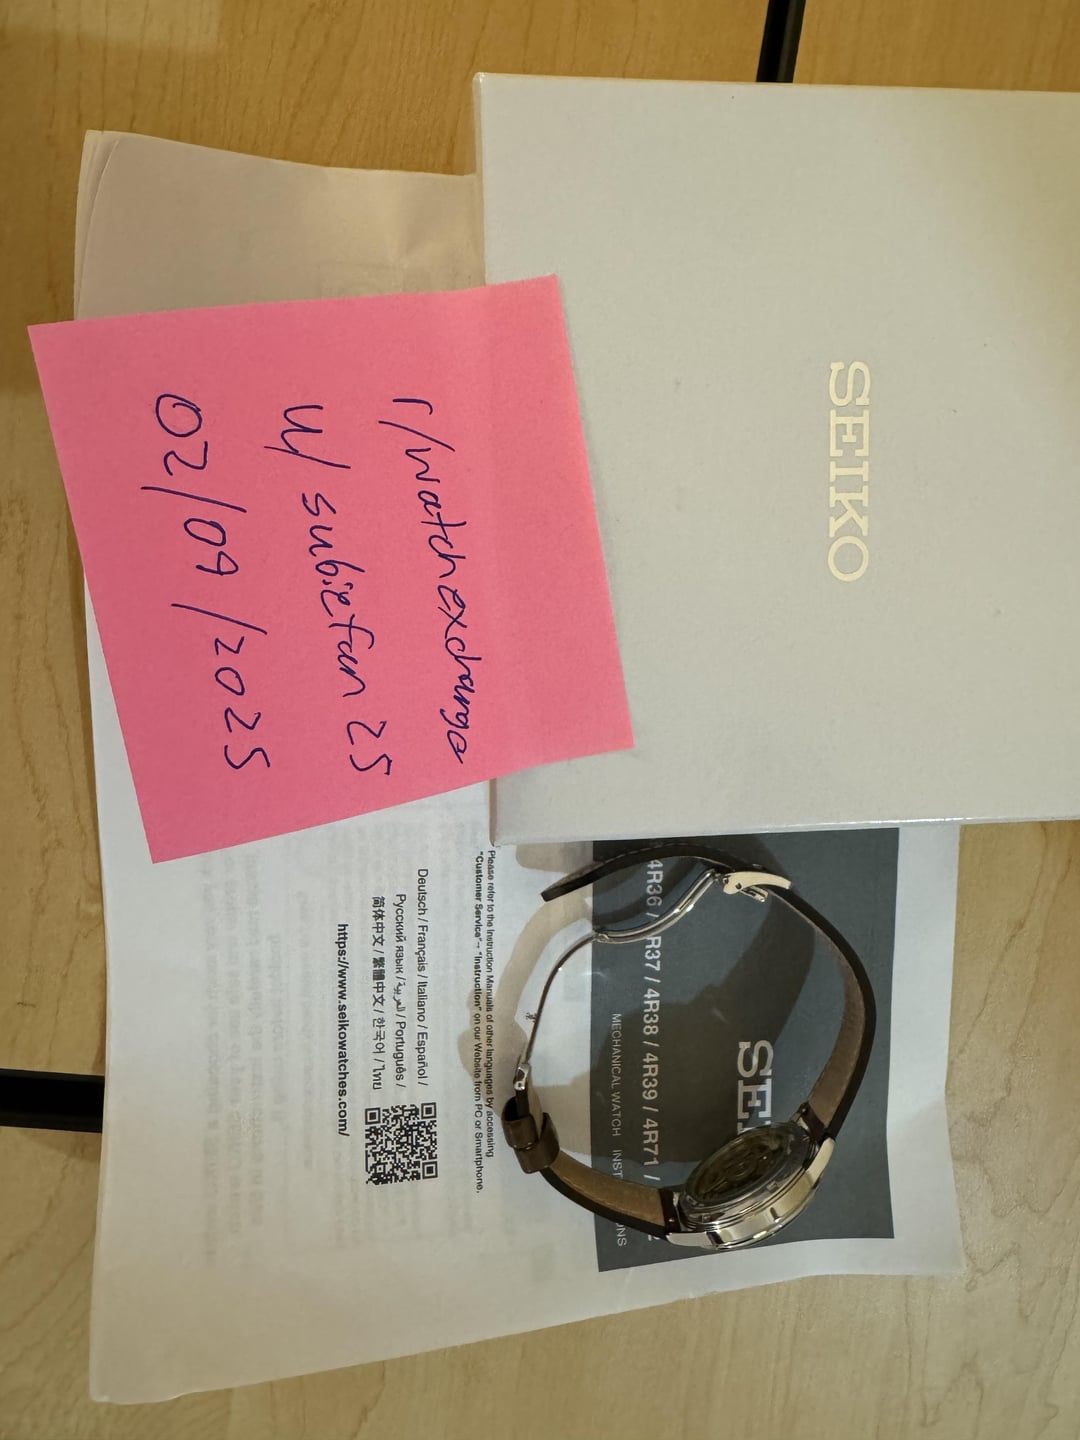 SEIKO
r/watchexchange
u/subiefan25
02/09/2025
4R36 / R37 / 4R38 / 4R39 / 4R71 /
MECHANICAL WATCH
Please refer to the Instruction Manuals of other languages by accessing
"Customer Service"→ "Instruction" on our Website from PC or Smartphone.
Deutsch / Français / Italiano / Español /
Русский язык / العربية / Português /
简体中文 / 繁體中文 / 한국어 / ไทย
https://www.seikowatches.com/